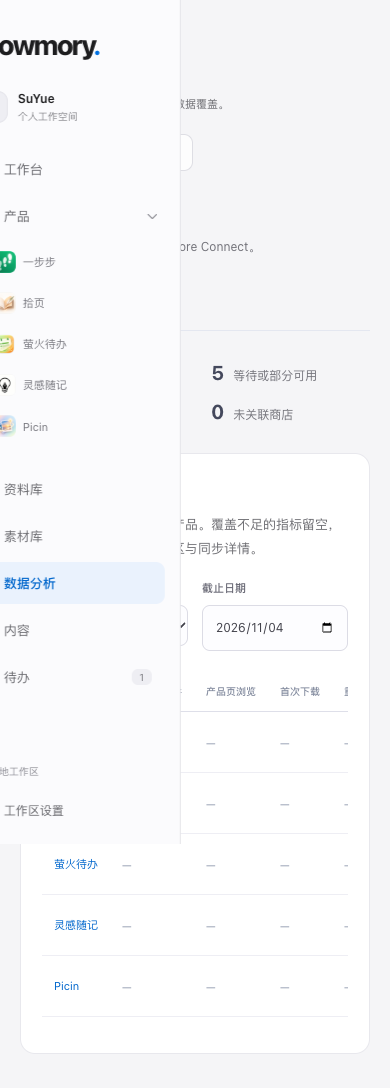 owmory.
SuYue
个人工作空间
数据覆盖。
工作台
产品
ore Connect。
一步步
拾页
萤火待办
灵感随记
Picin
5 等待或部分可用
0 未关联商店
资料库
素材库
产品。覆盖不足的指标留空，
区与同步详情。
数据分析
截止日期
2026/11/04
内容
待办 1
产品页浏览 首次下载
— —
地工作区
— —
工作区设置
萤火待办 — — —
灵感随记 — — —
Picin — — —